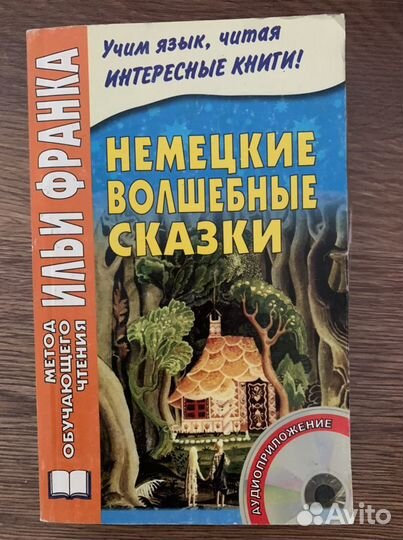 Учим язык, читая
ИНТЕРЕСНЫЕ КНИГИ!
НЕМЕЦКИЕ
ВОЛШЕБНЫЕ
СКАЗКИ
МЕТОД
ОБУЧАЮЩЕГО
ЧТЕНИЯ
ИЛЬИ ФРАНКА
АУДИОПРИЛОЖЕНИЕ
Avito